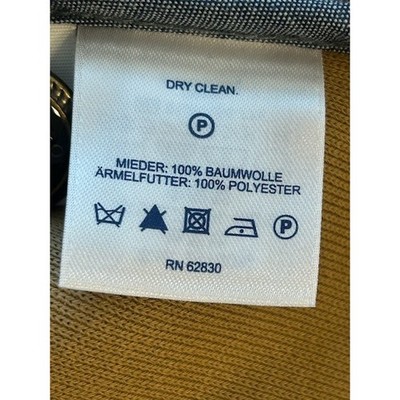 DRY CLEAN.
P
MIEDER: 100% BAUMWOLLE
ÄRMELFUTTER: 100% POLYESTER
P
RN 62830